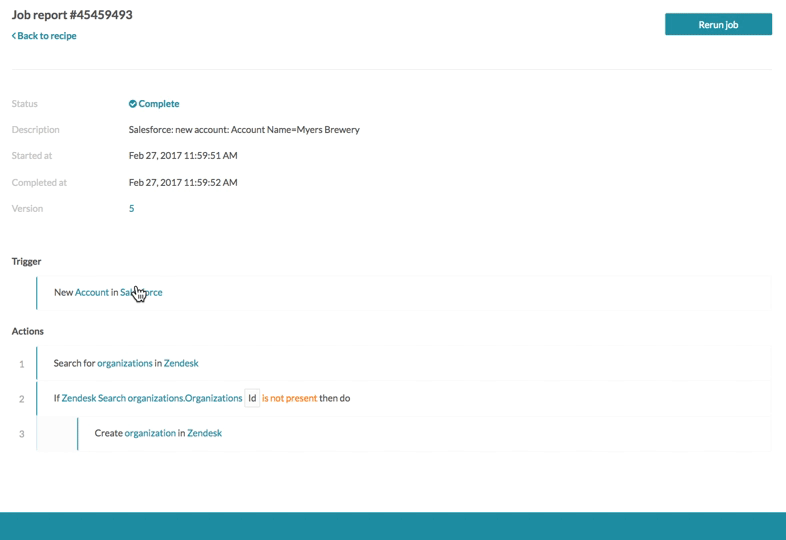 Job report #45459493
Rerun job
Back to recipe
Status Complete
Description Salesforce: new account: Account Name=Myers Brewery
Started at Feb 27, 2017 11:59:51 AM
Completed at Feb 27, 2017 11:59:52 AM
Version 5
Trigger
New Account in Salesforce
Actions
1 Search for organizations in Zendesk
2 If Zendesk Search organizations.Organizations Id is not present then do
3 Create organization in Zendesk